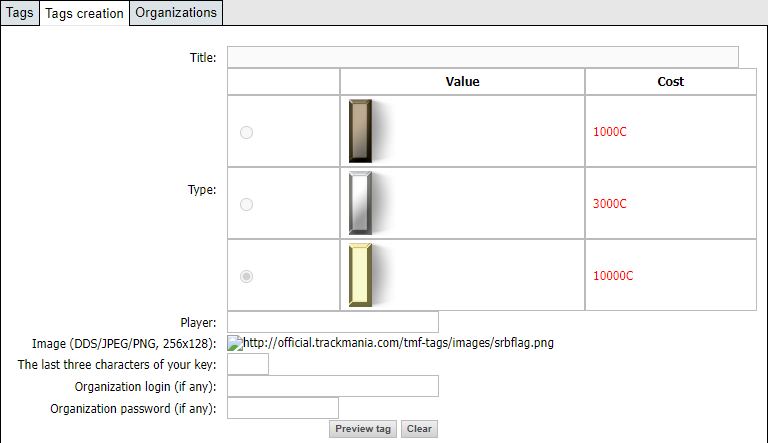 Tags Tags creation Organizations
Title:
Value Cost
1000C
Type: 3000C
10000C
Player:
Image (DDS/JPEG/PNG, 256x128): http://official.trackmania.com/tmf-tags/images/srbflag.png
The last three characters of your key:
Organization login (if any):
Organization password (if any):
Preview tag Clear